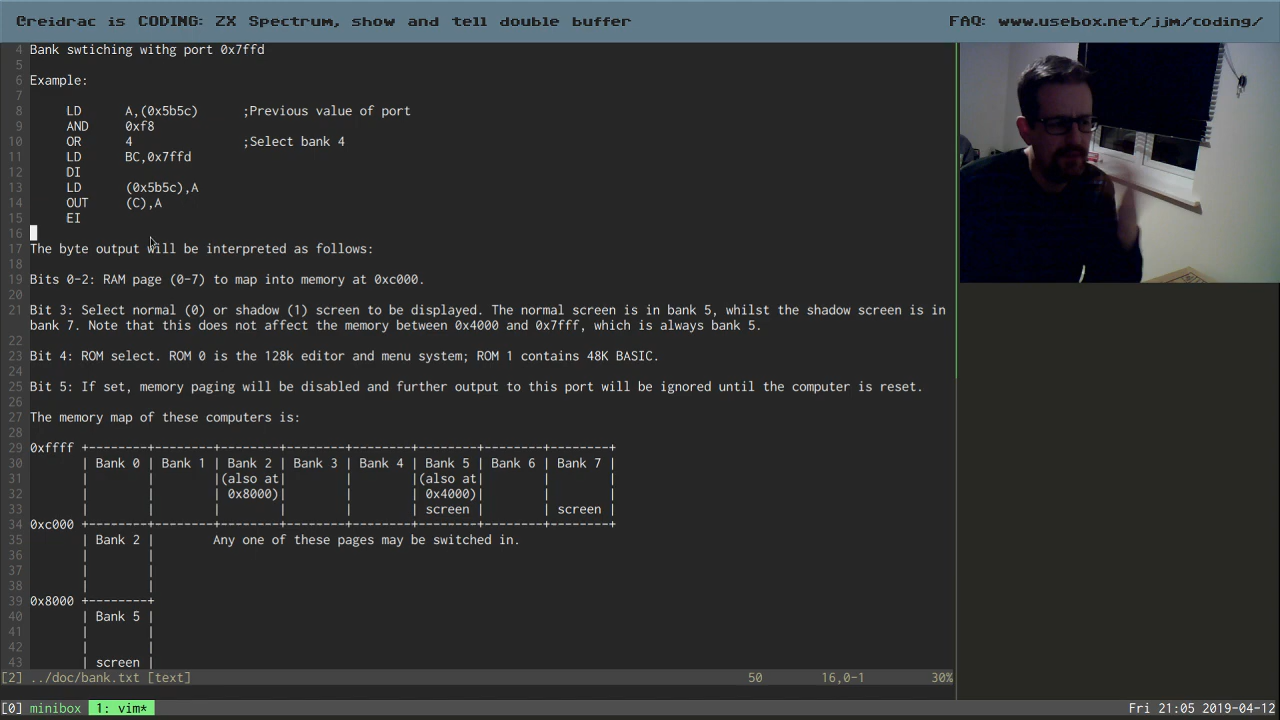 @reidrac is CODING: ZX Spectrum, show and tell double buffer
FAQ: www.usebox.net/jjm/coding/
4 Bank swtiching withg port 0x7ffd
5
6 Example:
7
8 LD A,(0x5b5c) ;Previous value of port
9 AND 0xf8
10 OR 4 ;Select bank 4
11 LD BC,0x7ffd
12 DI
13 LD (0x5b5c),A
14 OUT (C),A
15 EI
16
17 The byte output will be interpreted as follows:
18
19 Bits 0-2: RAM page (0-7) to map into memory at 0xc000.
20
21 Bit 3: Select normal (0) or shadow (1) screen to be displayed. The normal screen is in bank 5, whilst the shadow screen is in
bank 7. Note that this does not affect the memory between 0x4000 and 0x7fff, which is always bank 5.
22
23 Bit 4: ROM select. ROM 0 is the 128k editor and menu system; ROM 1 contains 48K BASIC.
24
25 Bit 5: If set, memory paging will be disabled and further output to this port will be ignored until the computer is reset.
26
27 The memory map of these computers is:
28
29 0xffff +--------+--------+--------+--------+--------+--------+--------+--------+
30 | Bank 0 | Bank 1 | Bank 2 | Bank 3 | Bank 4 | Bank 5 | Bank 6 | Bank 7 |
31 | | |(also at| | |(also at| | |
32 | | | 0x8000)| | | 0x4000)| | |
33 | | | | | | screen | | screen |
34 0xc000 +--------+--------+--------+--------+--------+--------+--------+--------+
35 | Bank 2 | Any one of these pages may be switched in.
36 | |
37 | |
38 | |
39 0x8000 +--------+
40 | Bank 5 |
41 | |
42 | |
43 | screen |
[2] ../doc/bank.txt [text] 50 16,0-1 30%
[0] minibox 1: vim* Fri 21:05 2019-04-12